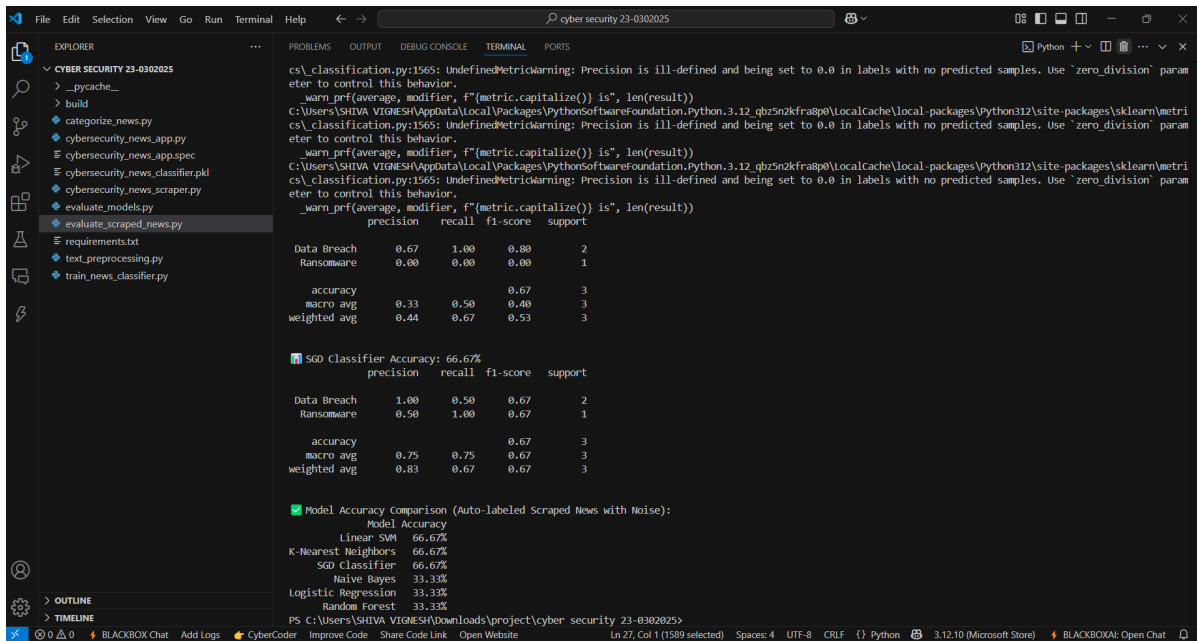 File Edit Selection View Go Run Terminal Help
cyber security 23-0302025
EXPLORER
CYBER SECURITY 23-0302025
__pycache__
build
categorize_news.py
cybersecurity_news_app.py
cybersecurity_news_app.spec
cybersecurity_news_classifier.pkl
cybersecurity_news_scraper.py
evaluate_models.py
evaluate_scraped_news.py
requirements.txt
text_preprocessing.py
train_news_classifier.py
OUTLINE
TIMELINE
PROBLEMS OUTPUT DEBUG CONSOLE TERMINAL PORTS
Python
cs\_classification.py:1565: UndefinedMetricWarning: Precision is ill-defined and being set to 0.0 in labels with no predicted samples. Use `zero_division` param
eter to control this behavior.
_warn_prf(average, modifier, f"{metric.capitalize()} is", len(result))
C:\Users\SHIVA VIGNESH\AppData\Local\Packages\PythonSoftwareFoundation.Python.3.12_qbz5n2kfra8p0\LocalCache\local-packages\Python312\site-packages\sklearn\metri
cs\_classification.py:1565: UndefinedMetricWarning: Precision is ill-defined and being set to 0.0 in labels with no predicted samples. Use `zero_division` param
eter to control this behavior.
_warn_prf(average, modifier, f"{metric.capitalize()} is", len(result))
C:\Users\SHIVA VIGNESH\AppData\Local\Packages\PythonSoftwareFoundation.Python.3.12_qbz5n2kfra8p0\LocalCache\local-packages\Python312\site-packages\sklearn\metri
cs\_classification.py:1565: UndefinedMetricWarning: Precision is ill-defined and being set to 0.0 in labels with no predicted samples. Use `zero_division` param
eter to control this behavior.
_warn_prf(average, modifier, f"{metric.capitalize()} is", len(result))
precision recall f1-score support
Data Breach 0.67 1.00 0.80 2
Ransomware 0.00 0.00 0.00 1
accuracy 0.67 3
macro avg 0.33 0.50 0.40 3
weighted avg 0.44 0.67 0.53 3
📊 SGD Classifier Accuracy: 66.67%
precision recall f1-score support
Data Breach 1.00 0.50 0.67 2
Ransomware 0.50 1.00 0.67 1
accuracy 0.67 3
macro avg 0.75 0.75 0.67 3
weighted avg 0.83 0.67 0.67 3
✅ Model Accuracy Comparison (Auto-labeled Scraped News with Noise):
Model Accuracy
Linear SVM 66.67%
K-Nearest Neighbors 66.67%
SGD Classifier 66.67%
Naive Bayes 33.33%
Logistic Regression 33.33%
Random Forest 33.33%
PS C:\Users\SHIVA VIGNESH\Downloads\project\cyber security 23-0302025>
0 0 BLACKBOX Chat Add Logs CyberCoder Improve Code Share Code Link Open Website Ln 27, Col 1 (1589 selected) Spaces: 4 UTF-8 CRLF {} Python 3.12.10 (Microsoft Store) BLACKBOXAI: Open Chat